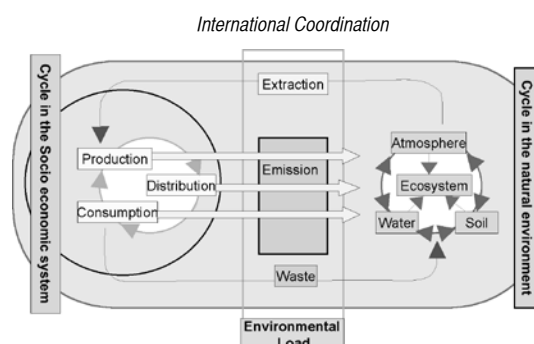 International Coordination
Cycle in the Socio economic system
Extraction
Production
Distribution
Consumption
Emission
Atmosphere
Ecosystem
Water
Soil
Waste
Cycle in the natural environment
Environmental
Load